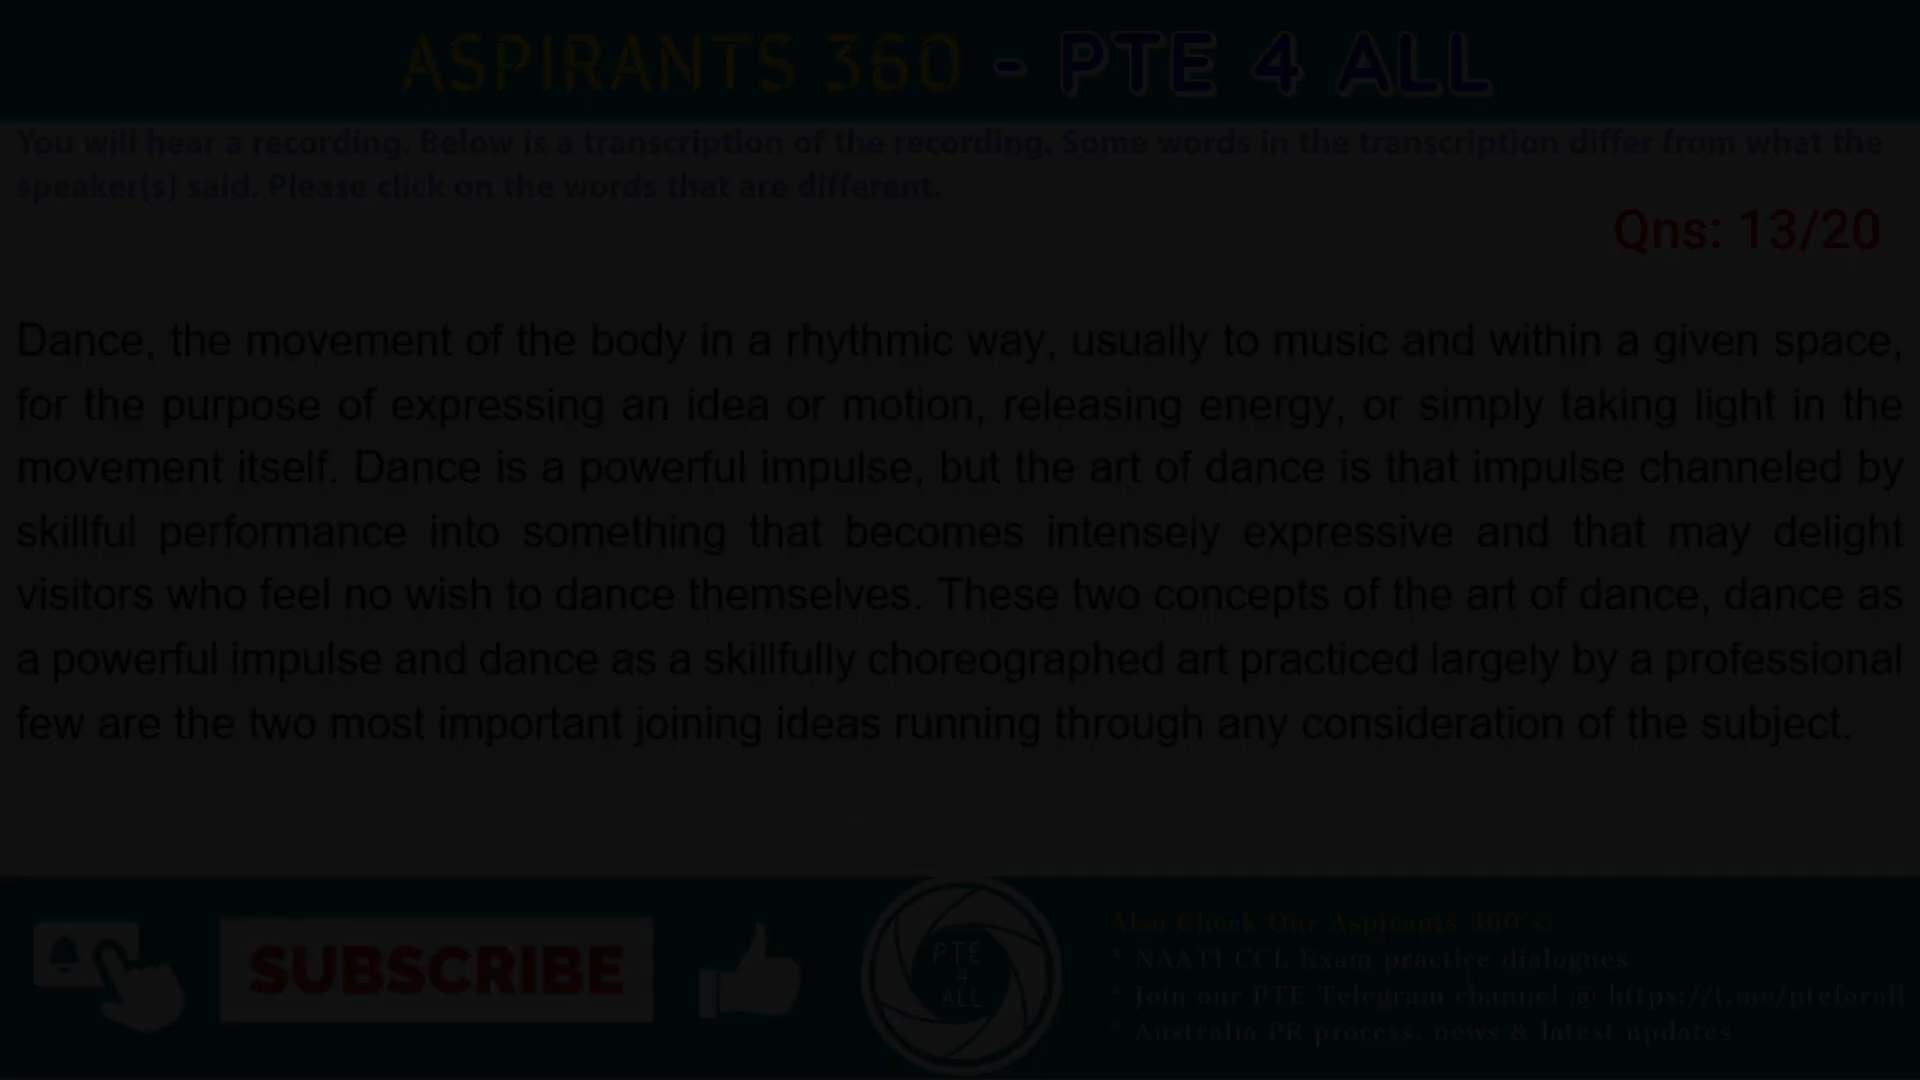 ASPIRANTS 360 - PTE 4 ALL
You will hear a recording. Below is a transcription of the recording. Some words in the transcription differ from what the
speaker(s) said. Please click on the words that are different.
Qns: 13/20
Dance, the movement of the body in a rhythmic way, usually to music and within a given space,
for the purpose of expressing an idea or motion, releasing energy, or simply taking light in the
movement itself. Dance is a powerful impulse, but the art of dance is that impulse channeled by
skillful performance into something that becomes intensely expressive and that may delight
visitors who feel no wish to dance themselves. These two concepts of the art of dance, dance as
a powerful impulse and dance as a skillfully choreographed art practiced largely by a professional
few are the two most important joining ideas running through any consideration of the subject.
SUBSCRIBE
PTE
4
ALL
Also Check Our Aspirants 360's:
* NAATI CCL Exam practice dialogues
* Join our PTE Telegram channel @ https://t.me/pteforall
* Australia PR process, news & latest updates